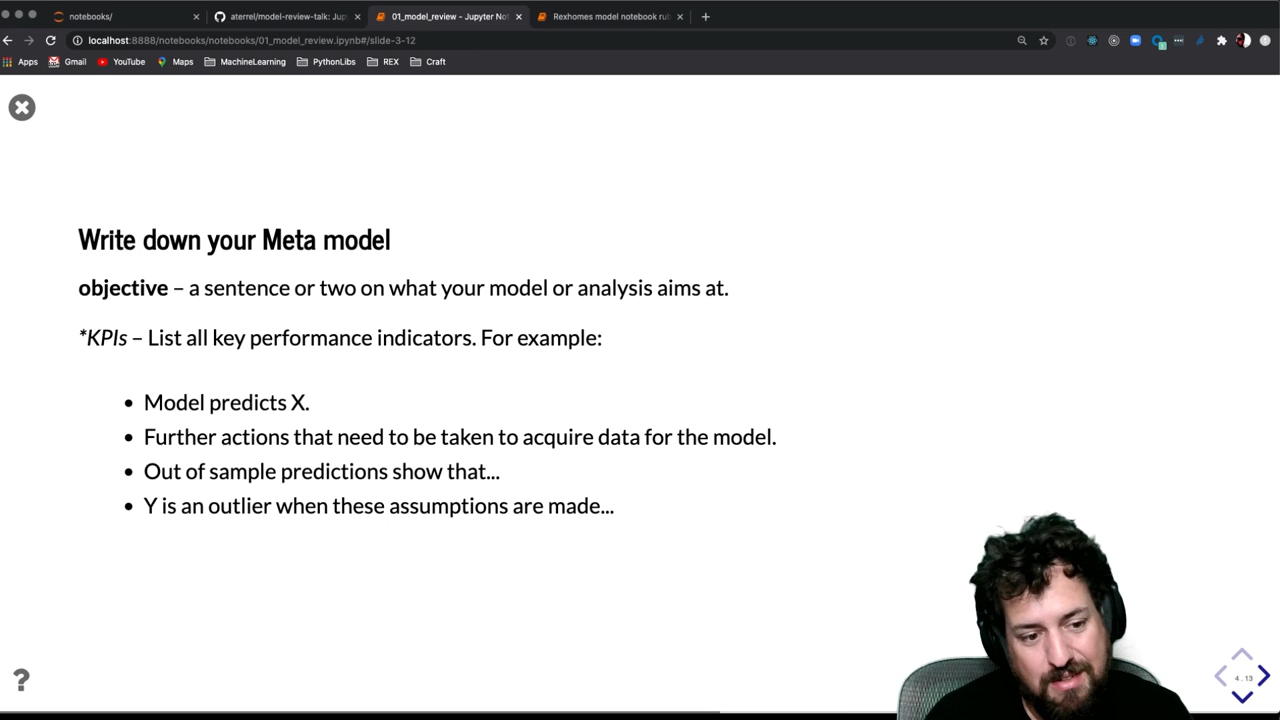 notebooks/
aterrel/model-review-talk: Jup
01_model_review - Jupyter No
Rexhomes model notebook rub
localhost:8888/notebooks/notebooks/01_model_review.ipynb#/slide-3-12
Apps
Gmail
YouTube
Maps
MachineLearning
PythonLibs
REX
Craft
Write down your Meta model
objective – a sentence or two on what your model or analysis aims at.
*KPIs – List all key performance indicators. For example:
• Model predicts X.
• Further actions that need to be taken to acquire data for the model.
• Out of sample predictions show that...
• Y is an outlier when these assumptions are made...
?
4.13